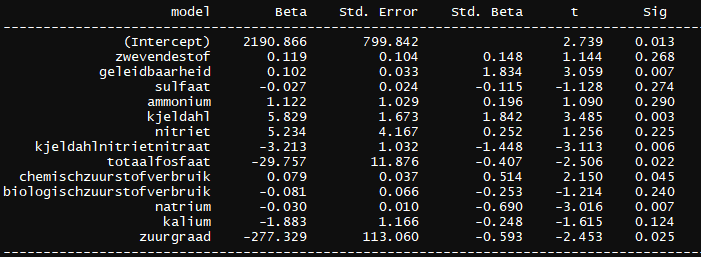 model Beta Std. Error Std. Beta t Sig
(Intercept) 2190.866 799.842 2.739 0.013
zwevendestof 0.119 0.104 0.148 1.144 0.268
geleidbaarheid 0.102 0.033 1.834 3.059 0.007
sulfaat -0.027 0.024 -0.115 -1.128 0.274
ammonium 1.122 1.029 0.196 1.090 0.290
kjeldahl 5.829 1.673 1.842 3.485 0.003
nitriet 5.234 4.167 0.252 1.256 0.225
kjeldahlnitrietnitraat -3.213 1.032 -1.448 -3.113 0.006
totaalfosfaat -29.757 11.876 -0.407 -2.506 0.022
chemischzuurstofverbruik 0.079 0.037 0.514 2.150 0.045
biologischzuurstofverbruik -0.081 0.066 -0.253 -1.214 0.240
natrium -0.030 0.010 -0.690 -3.016 0.007
kalium -1.883 1.166 -0.248 -1.615 0.124
zuurgraad -277.329 113.060 -0.593 -2.453 0.025